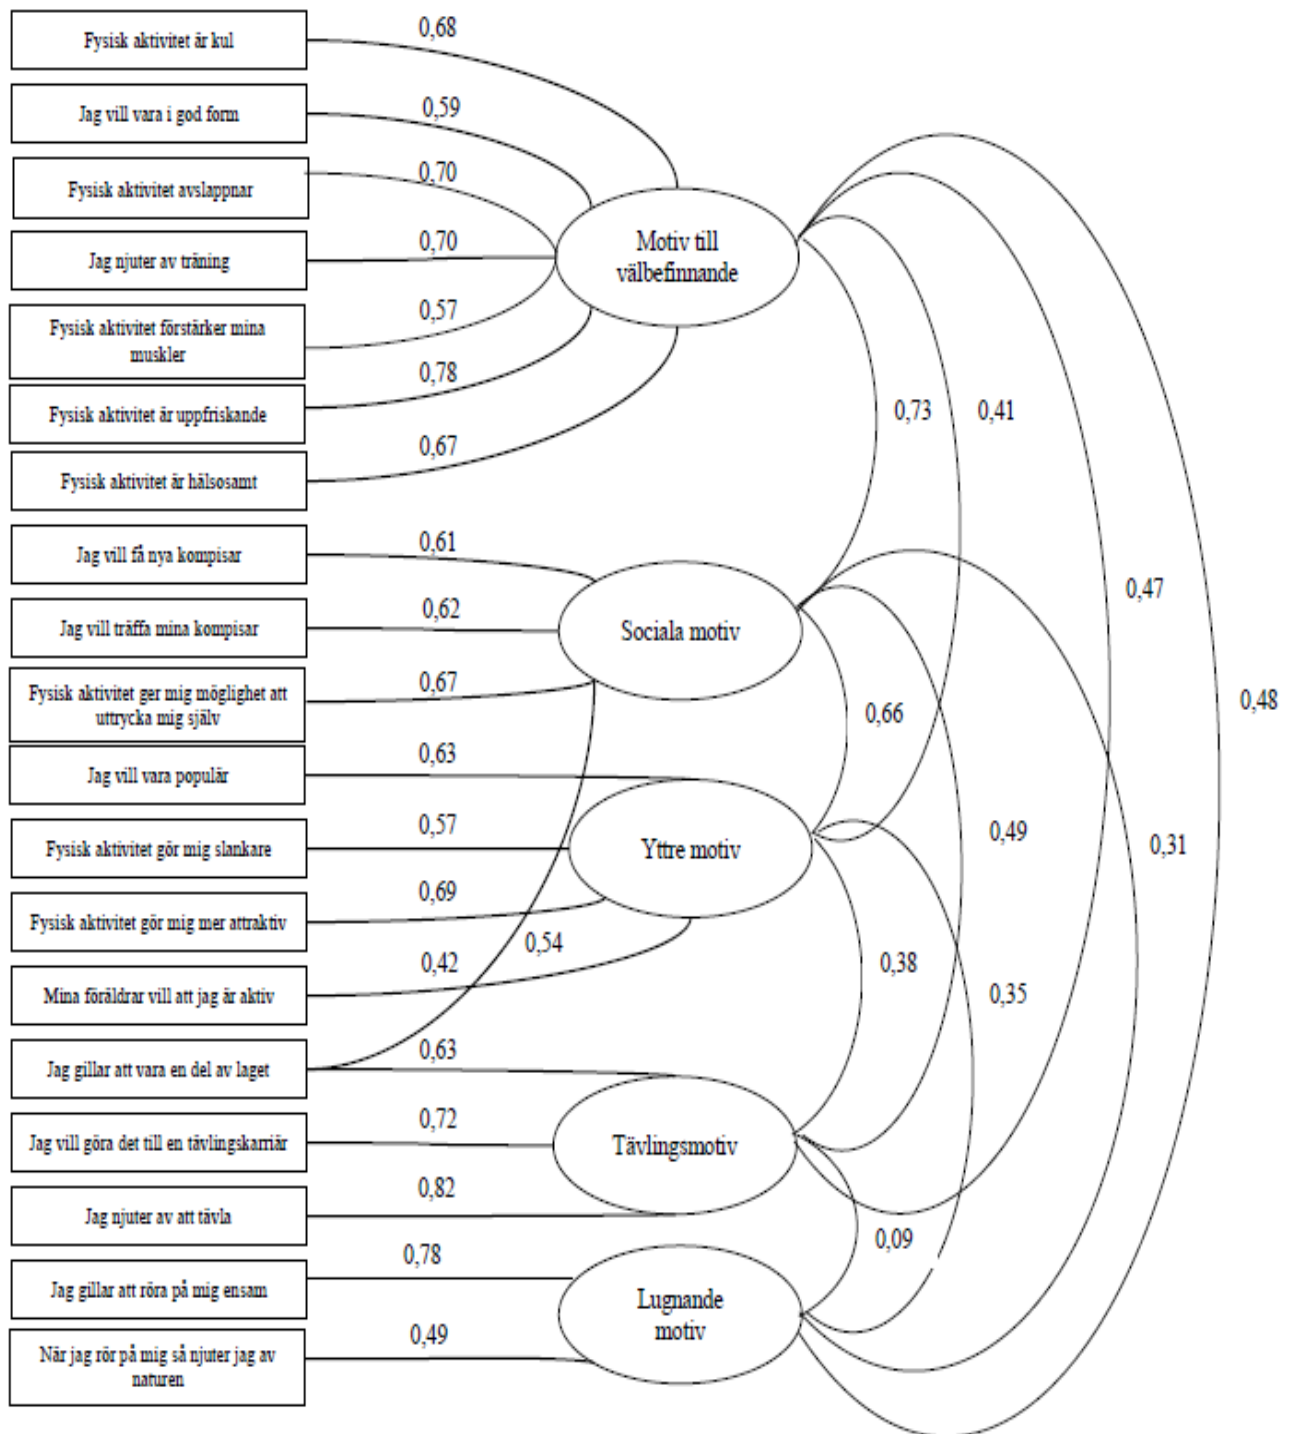 Fysisk aktivitet är kul
0,68
Jag vill vara i god form
0,59
Fysisk aktivitet avslappnar
0,70
Jag njuter av träning
0,70
Fysisk aktivitet förstärker mina
muskler
0,57
Fysisk aktivitet är uppfriskande
0,78
Fysisk aktivitet är hälsosamt
0,67
Motiv till
välbefinnande
0,73
0,41
Jag vill få nya kompisar
0,61
Jag vill träffa mina kompisar
0,62
Fysisk aktivitet ger mig möglighet att
uttrycka mig själv
0,67
Sociala motiv
0,47
0,66
0,48
Jag vill vara populär
0,63
Fysisk aktivitet gör mig slankare
0,57
Fysisk aktivitet gör mig mer attraktiv
0,69
Mina föräldrar vill att jag är aktiv
0,42
0,54
Yttre motiv
0,49
0,31
0,38
0,35
Jag gillar att vara en del av laget
0,63
Jag vill göra det till en tävlingskarriär
0,72
Jag njuter av att tävla
0,82
Tävlingsmotiv
0,09
Jag gillar att röra på mig ensam
0,78
När jag rör på mig så njuter jag av
naturen
0,49
Lugnande
motiv